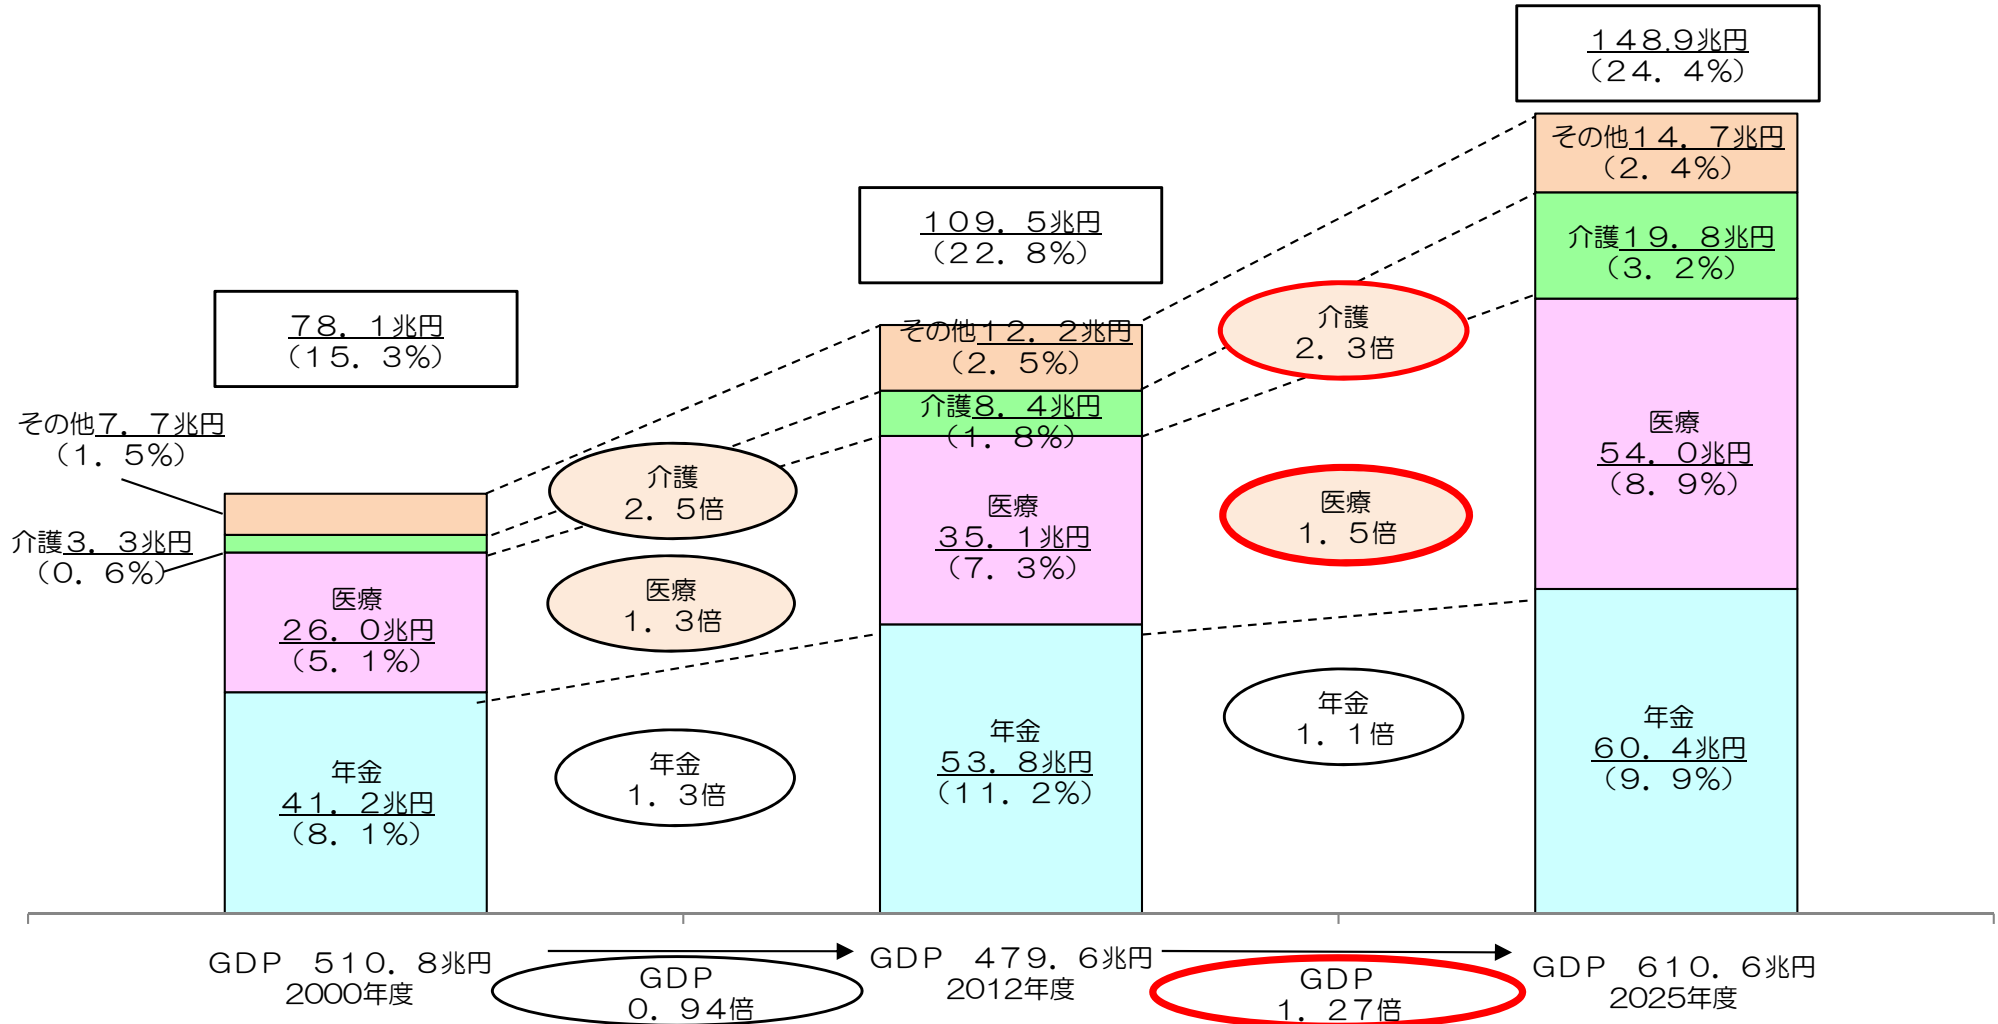 148.9兆円
（24．4%）
その他14．7兆円
（2．4%）
介護19．8兆円
（3．2%）
医療
54．0兆円
（8．9%）
年金
60．4兆円
（9．9%）
109．5兆円
（22．8%）
その他12．2兆円
（2．5%）
介護8．4兆円
（1．8%）
医療
35．1兆円
（7．3%）
年金
53．8兆円
（11．2%）
78．1兆円
（15．3%）
その他7．7兆円
（1．5%）
介護3．3兆円
（0．6%）
医療
26．0兆円
（5．1%）
年金
41．2兆円
（8．1%）
介護
2．5倍
医療
1．3倍
年金
1．3倍
介護
2．3倍
医療
1．5倍
年金
1．1倍
GDP　510．8兆円
2000年度
GDP
0．94倍
GDP　479．6兆円
2012年度
GDP
1．27倍
GDP　610．6兆円
2025年度